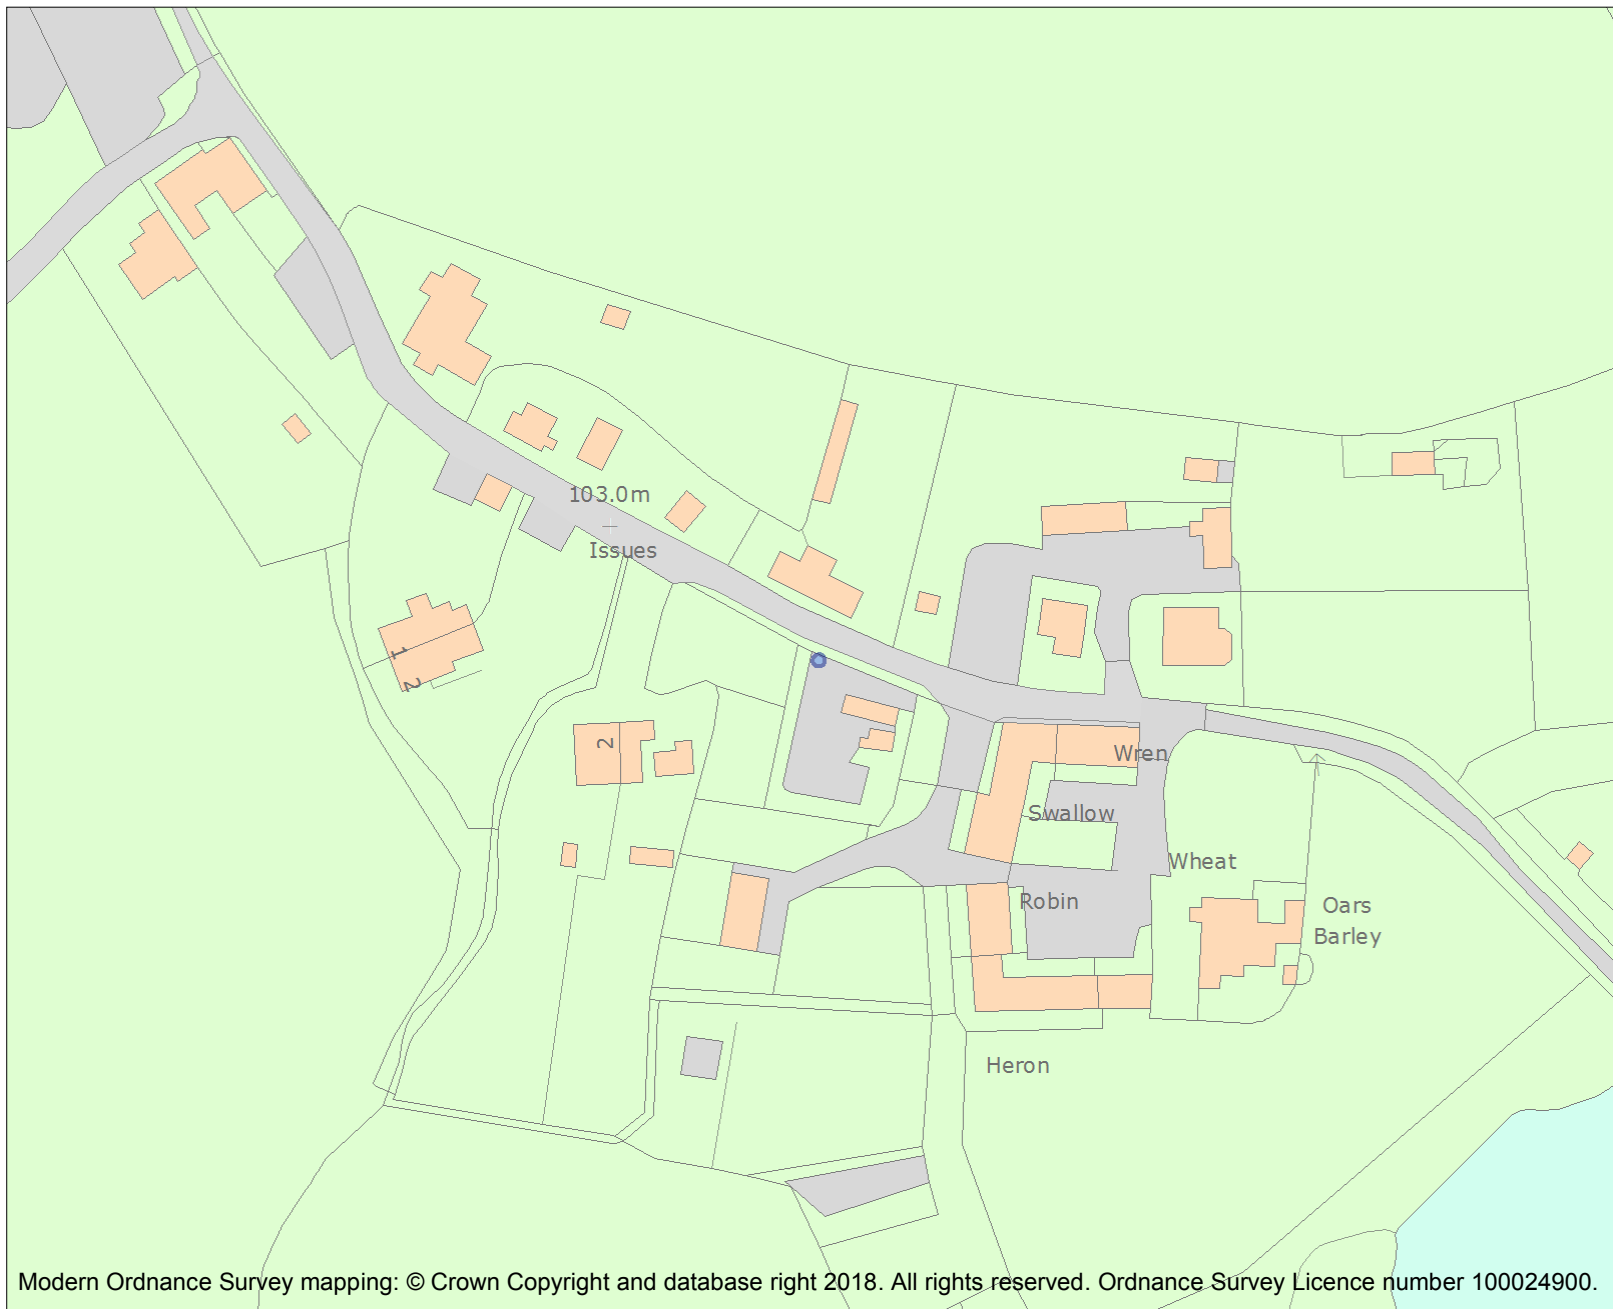 103.0m
Issues
1
2
2
Wren
Swallow
Wheat
Robin
Oars
Barley
Heron
Modern Ordnance Survey mapping: © Crown Copyright and database right 2018. All rights reserved. Ordnance Survey Licence number 100024900.